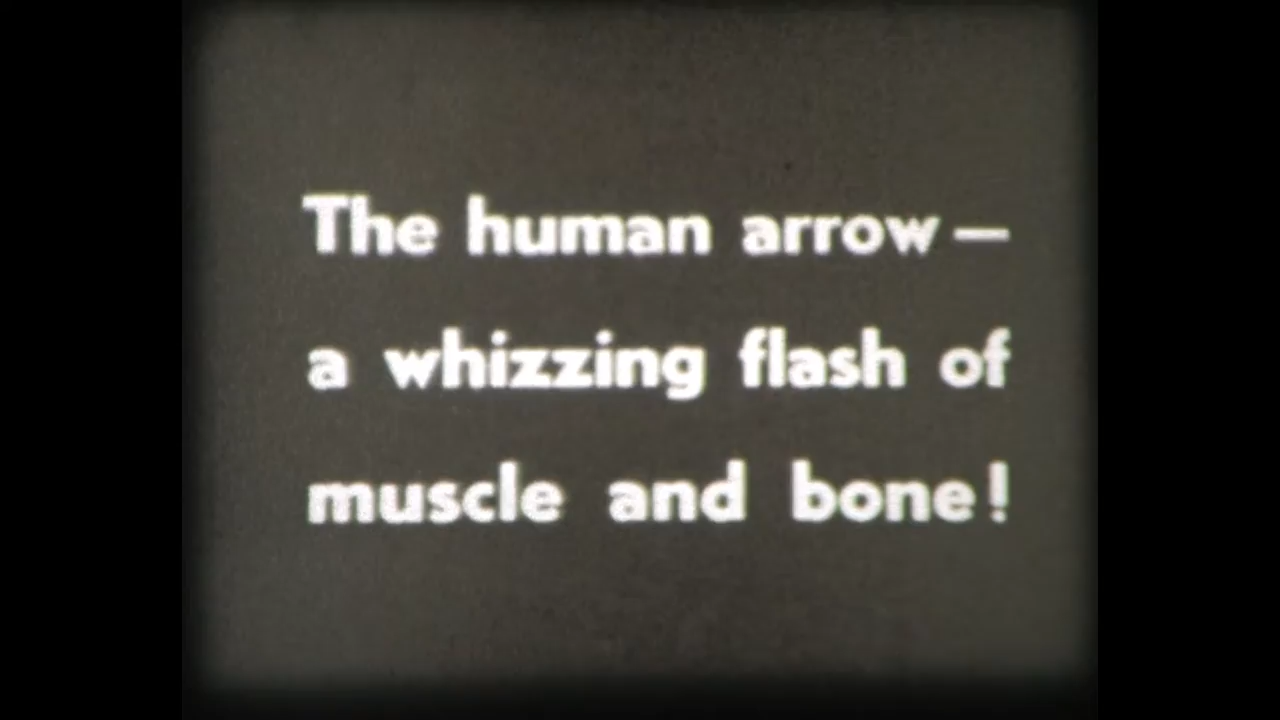 The human arrow —
a whizzing flash of
muscle and bone!